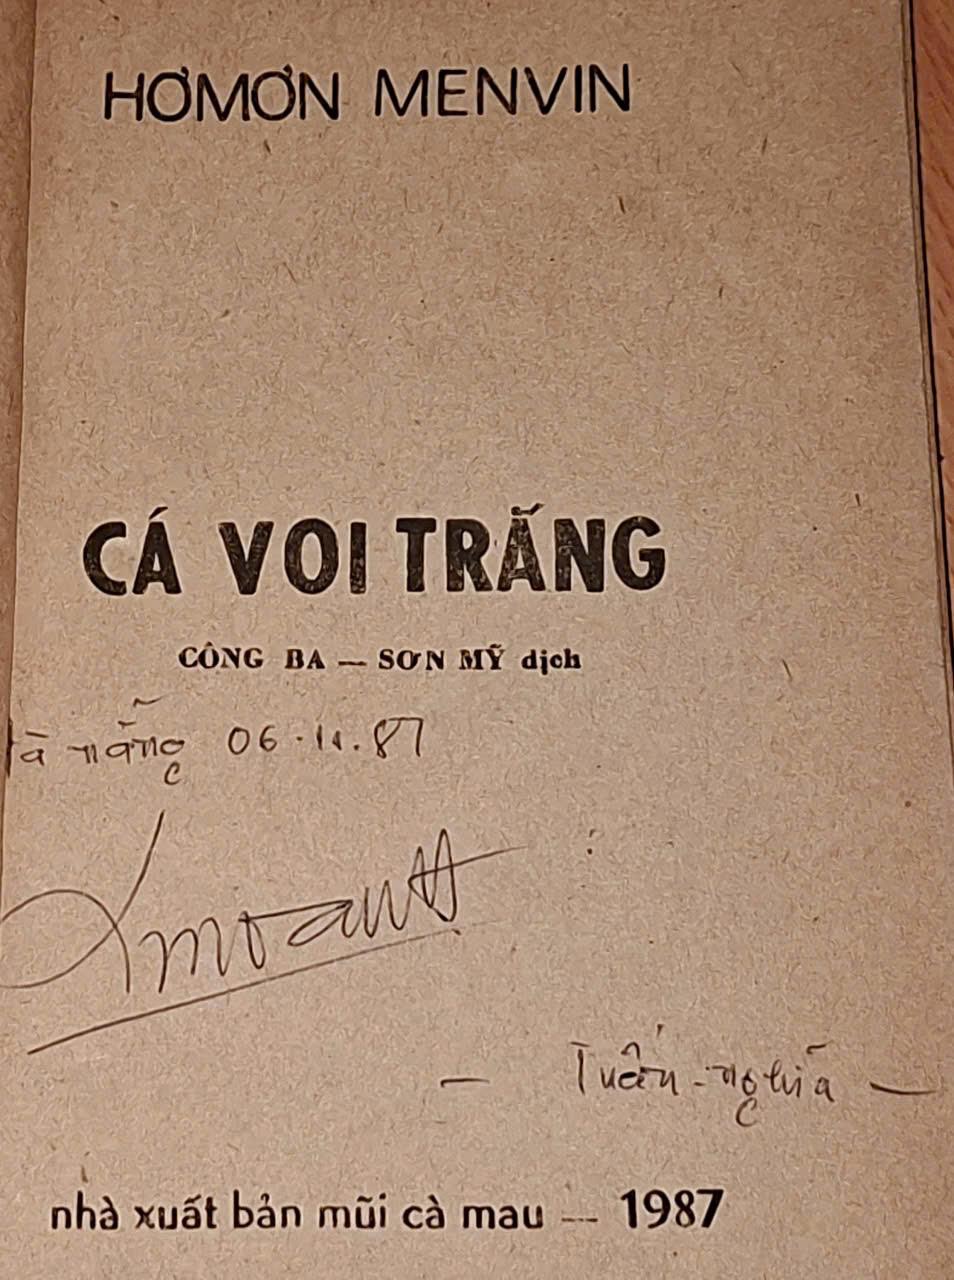 HƠMƠN MENVIN
CÁ VOI TRẮNG
CÔNG BA — SƠN MỸ dịch
Đà nẵng 06.11.87
— Tuấn-nghĩa —
nhà xuất bản mũi cà mau — 1987